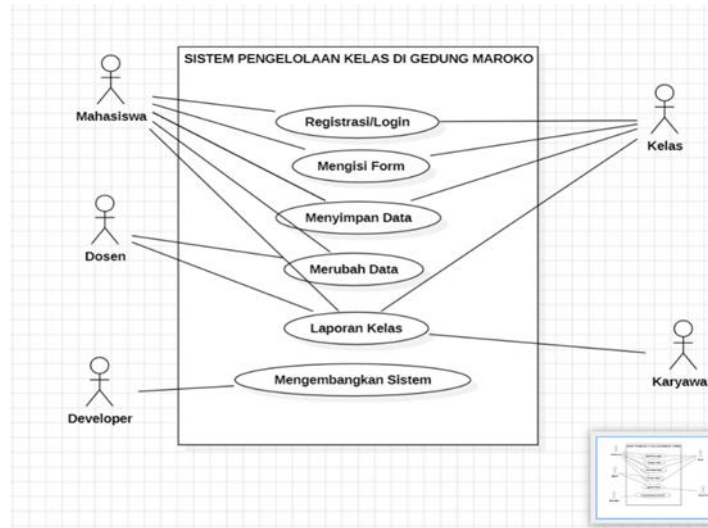 SISTEM PENGELOLAAN KELAS DI GEDUNG MAROKO
Mahasiswa
Registrasi/Login
Kelas
Mengisi Form
Menyimpan Data
Dosen
Merubah Data
Laporan Kelas
Karyawa
Mengembangkan Sistem
Developer